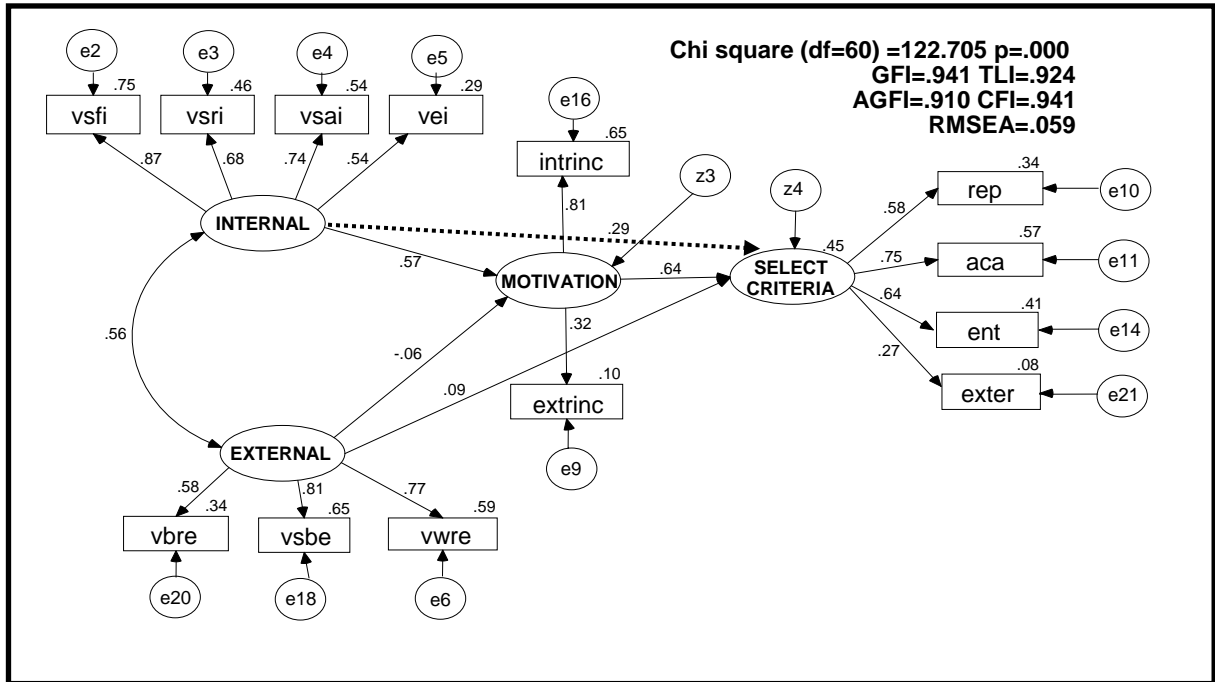 Chi square (df=60) =122.705 p=.000
GFI=.941 TLI=.924
AGFI=.910 CFI=.941
RMSEA=.059
e2
e3
e4
e5
.75
.46
.54
.29
vsfi
vsri
vsai
vei
.87
.68
.74
.54
e16
.65
intrinc
.81
z3
z4
.34
rep
e10
.58
INTERNAL
.29
.45
.57
aca
e11
.75
.57
MOTIVATION
.64
SELECT
CRITERIA
.64
.41
ent
e14
.56
.32
.27
-.06
.09
.10
extrinc
.08
exter
e21
e9
EXTERNAL
.58
.81
.77
.34
.65
.59
vbre
vsbe
vwre
e20
e18
e6